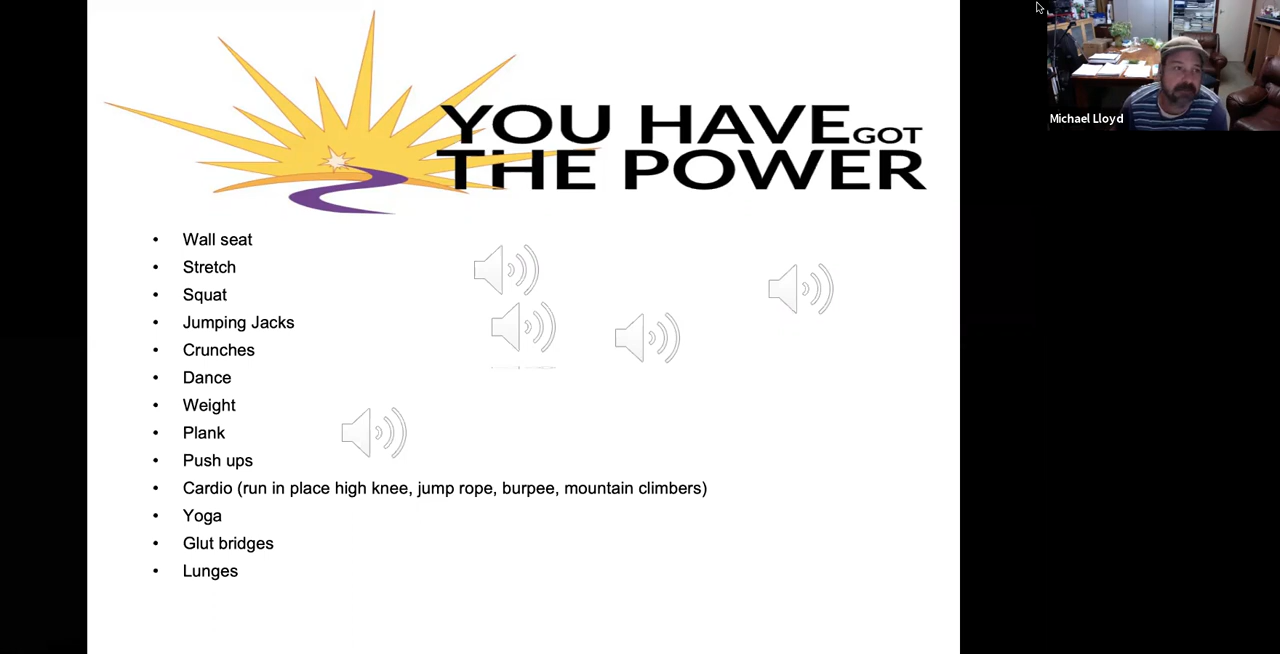 YOU HAVE GOT
THE POWER
Michael Lloyd
• Wall seat
• Stretch
• Squat
• Jumping Jacks
• Crunches
• Dance
• Weight
• Plank
• Push ups
• Cardio (run in place high knee, jump rope, burpee, mountain climbers)
• Yoga
• Glut bridges
• Lunges